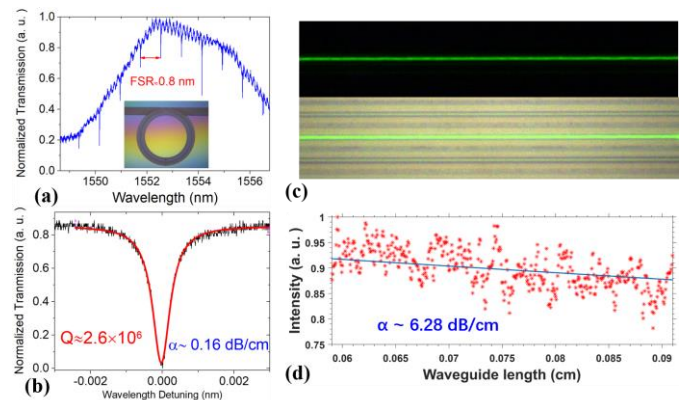 Normalized Transmission (a. u. )
1.0
0.8
0.6
0.4
0.2
FSR≈0.8 nm
(a)
1550
1552
1554
1556
Wavelength (nm)
(c)
Normalized Tranmission (a. u.)
0.8
0.6
0.4
0.2
0.0
Q≈2.6×10⁶
α~ 0.16 dB/cm
(b)
-0.002
0.000
0.002
Wavelength Detuning (nm)
Intensity (a. u. )
1
0.95
0.9
0.85
0.8
0.75
α ~ 6.28 dB/cm
0.06
0.065
0.07
0.075
0.08
0.085
0.09
Waveguide length (cm)
(d)